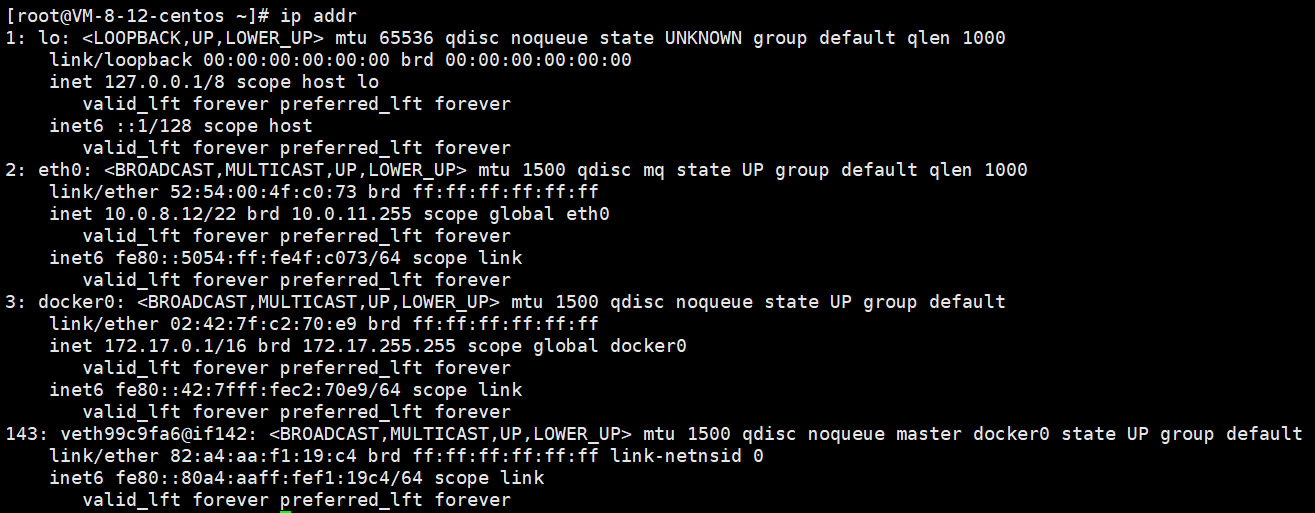 [root@VM-8-12-centos ~]# ip addr
1: lo: <LOOPBACK,UP,LOWER_UP> mtu 65536 qdisc noqueue state UNKNOWN group default qlen 1000
    link/loopback 00:00:00:00:00:00 brd 00:00:00:00:00:00
    inet 127.0.0.1/8 scope host lo
       valid_lft forever preferred_lft forever
    inet6 ::1/128 scope host
       valid_lft forever preferred_lft forever
2: eth0: <BROADCAST,MULTICAST,UP,LOWER_UP> mtu 1500 qdisc mq state UP group default qlen 1000
    link/ether 52:54:00:4f:c0:73 brd ff:ff:ff:ff:ff:ff
    inet 10.0.8.12/22 brd 10.0.11.255 scope global eth0
       valid_lft forever preferred_lft forever
    inet6 fe80::5054:ff:fe4f:c073/64 scope link
       valid_lft forever preferred_lft forever
3: docker0: <BROADCAST,MULTICAST,UP,LOWER_UP> mtu 1500 qdisc noqueue state UP group default
    link/ether 02:42:7f:c2:70:e9 brd ff:ff:ff:ff:ff:ff
    inet 172.17.0.1/16 brd 172.17.255.255 scope global docker0
       valid_lft forever preferred_lft forever
    inet6 fe80::42:7fff:fec2:70e9/64 scope link
       valid_lft forever preferred_lft forever
143: veth99c9fa6@if142: <BROADCAST,MULTICAST,UP,LOWER_UP> mtu 1500 qdisc noqueue master docker0 state UP group default
    link/ether 82:a4:aa:f1:19:c4 brd ff:ff:ff:ff:ff:ff link-netnsid 0
    inet6 fe80::80a4:aaff:fef1:19c4/64 scope link
       valid_lft forever preferred_lft forever